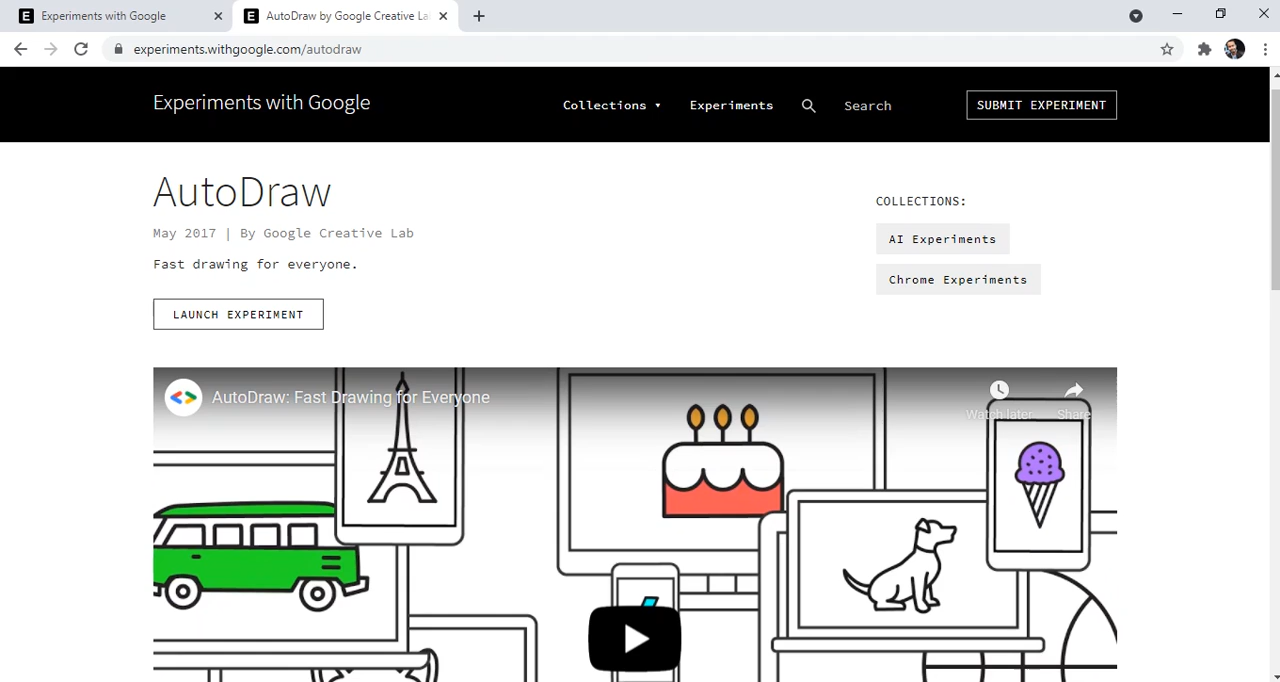 Experiments with Google
AutoDraw by Google Creative La
experiments.withgoogle.com/autodraw
Experiments with Google
Collections ▾
Experiments
Search
SUBMIT EXPERIMENT
AutoDraw
May 2017 | By Google Creative Lab
Fast drawing for everyone.
LAUNCH EXPERIMENT
COLLECTIONS:
AI Experiments
Chrome Experiments
AutoDraw: Fast Drawing for Everyone
Watch later
Share